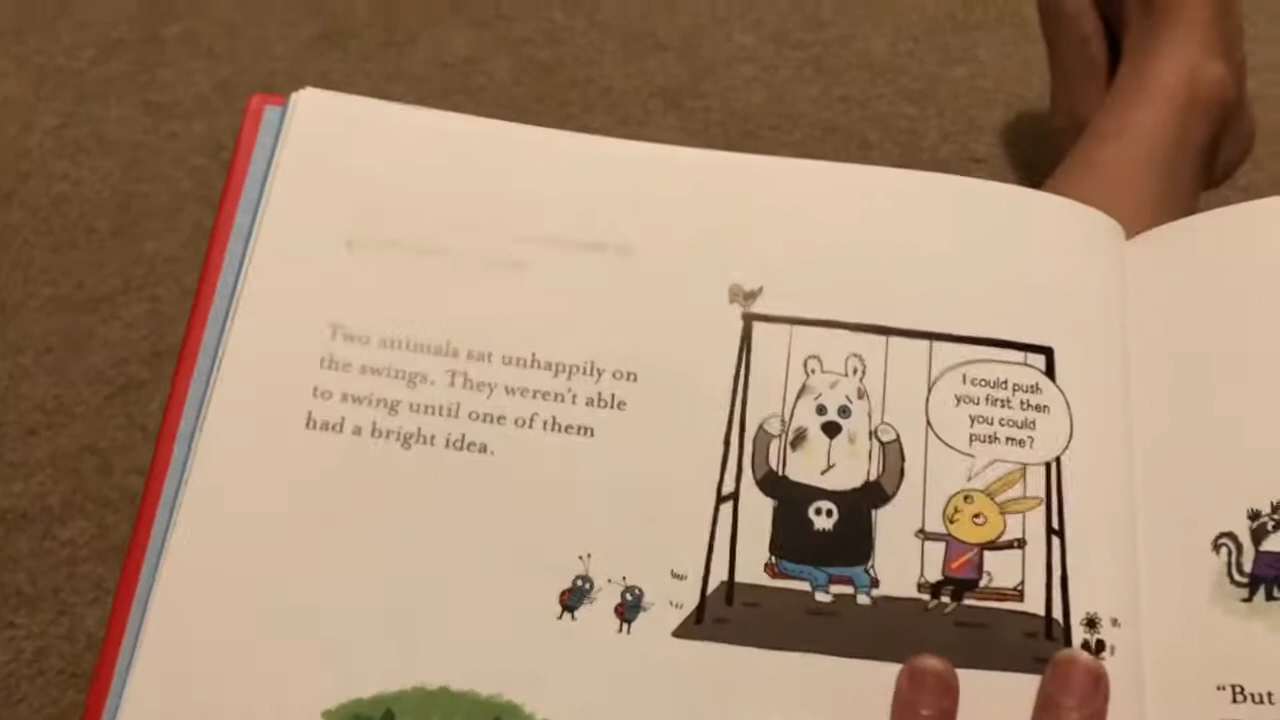 Two animals sat unhappily on
the swings. They weren't able
to swing until one of them
had a bright idea.
I could push
you first, then
you could
push me?
“But